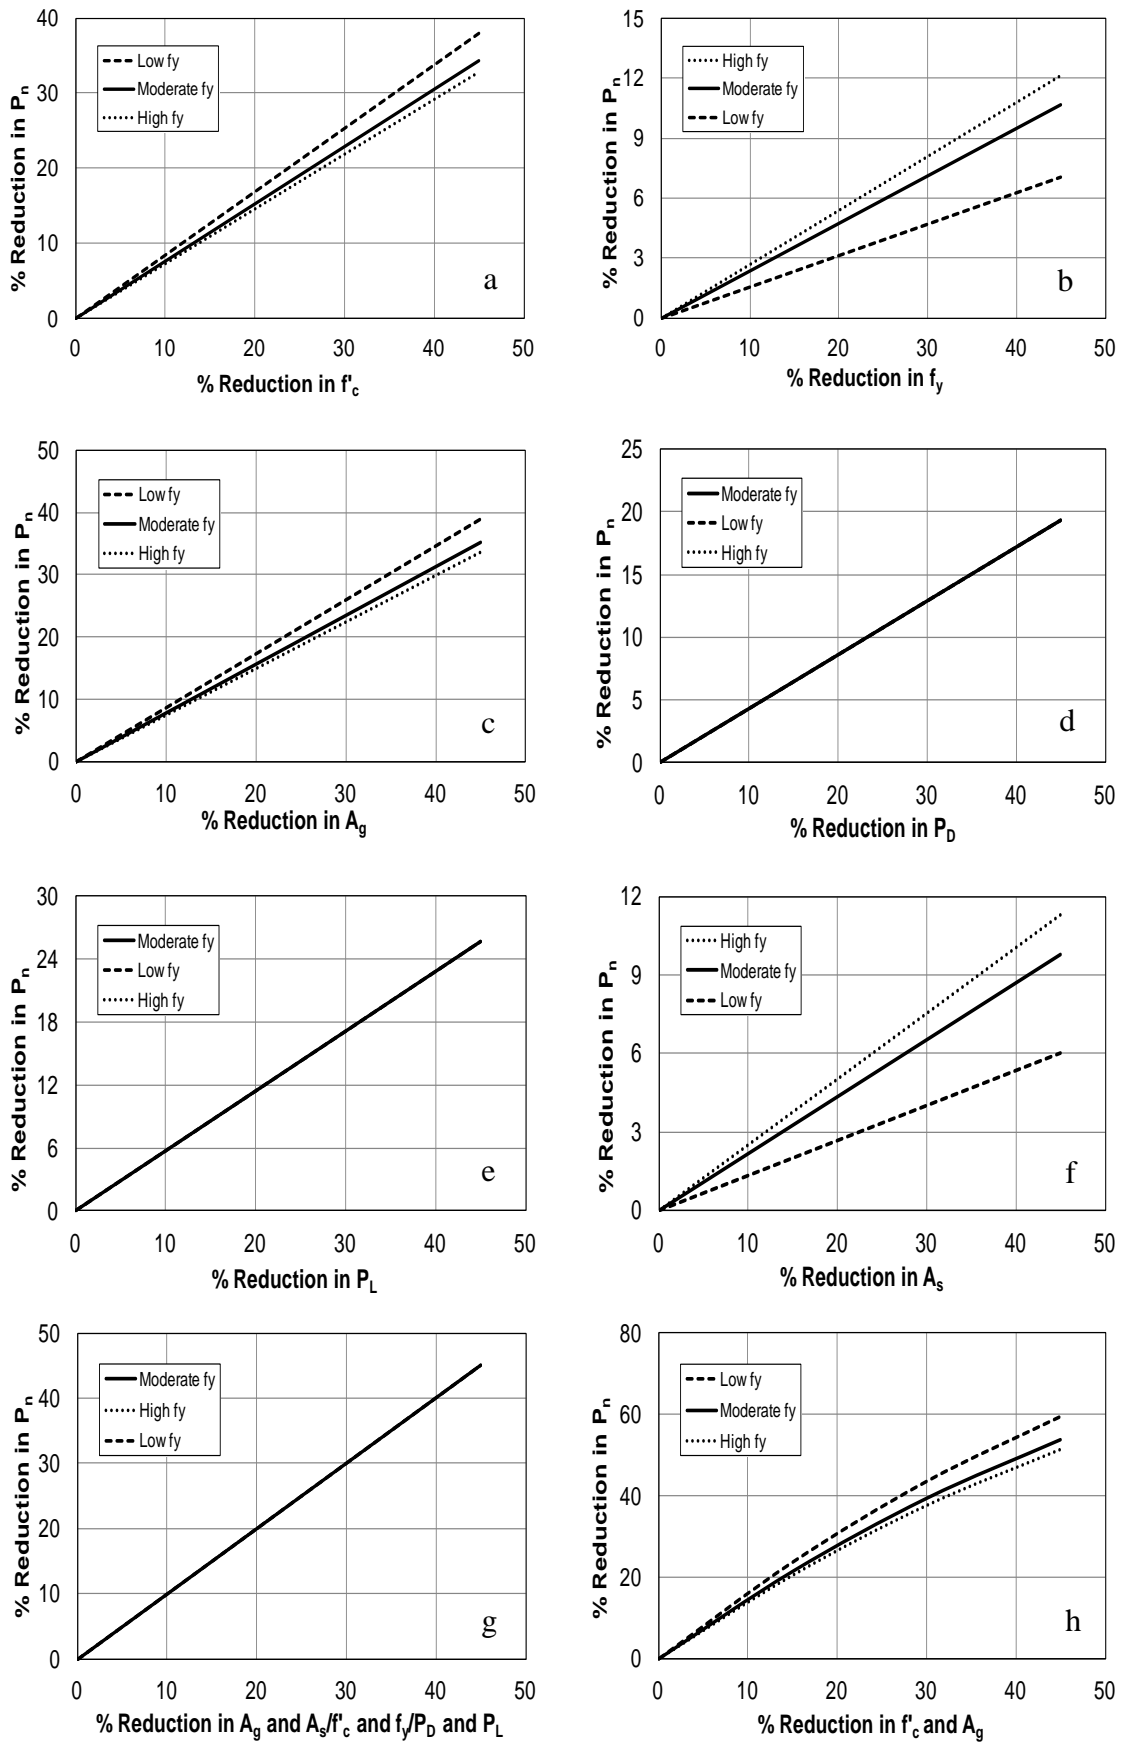 40
30
20
10
0
% Reduction in Pn
Low fy
Moderate fy
High fy
a
0 10 20 30 40 50
% Reduction in f'c
15
12
9
6
3
0
% Reduction in Pn
High fy
Moderate fy
Low fy
b
0 10 20 30 40 50
% Reduction in fy
50
40
30
20
10
0
% Reduction in Pn
Low fy
Moderate fy
High fy
c
0 10 20 30 40 50
% Reduction in Ag
25
20
15
10
5
0
% Reduction in Pn
Moderate fy
Low fy
High fy
d
0 10 20 30 40 50
% Reduction in PD
30
24
18
12
6
0
% Reduction in Pn
Moderate fy
Low fy
High fy
e
0 10 20 30 40 50
% Reduction in PL
12
9
6
3
0
% Reduction in Pn
High fy
Moderate fy
Low fy
f
0 10 20 30 40 50
% Reduction in As
50
40
30
20
10
0
% Reduction in Pn
Moderate fy
High fy
Low fy
g
0 10 20 30 40 50
% Reduction in Ag and As/f'c and fy/PD and PL
80
60
40
20
0
% Reduction in Pn
Low fy
Moderate fy
High fy
h
0 10 20 30 40 50
% Reduction in f'c and Ag